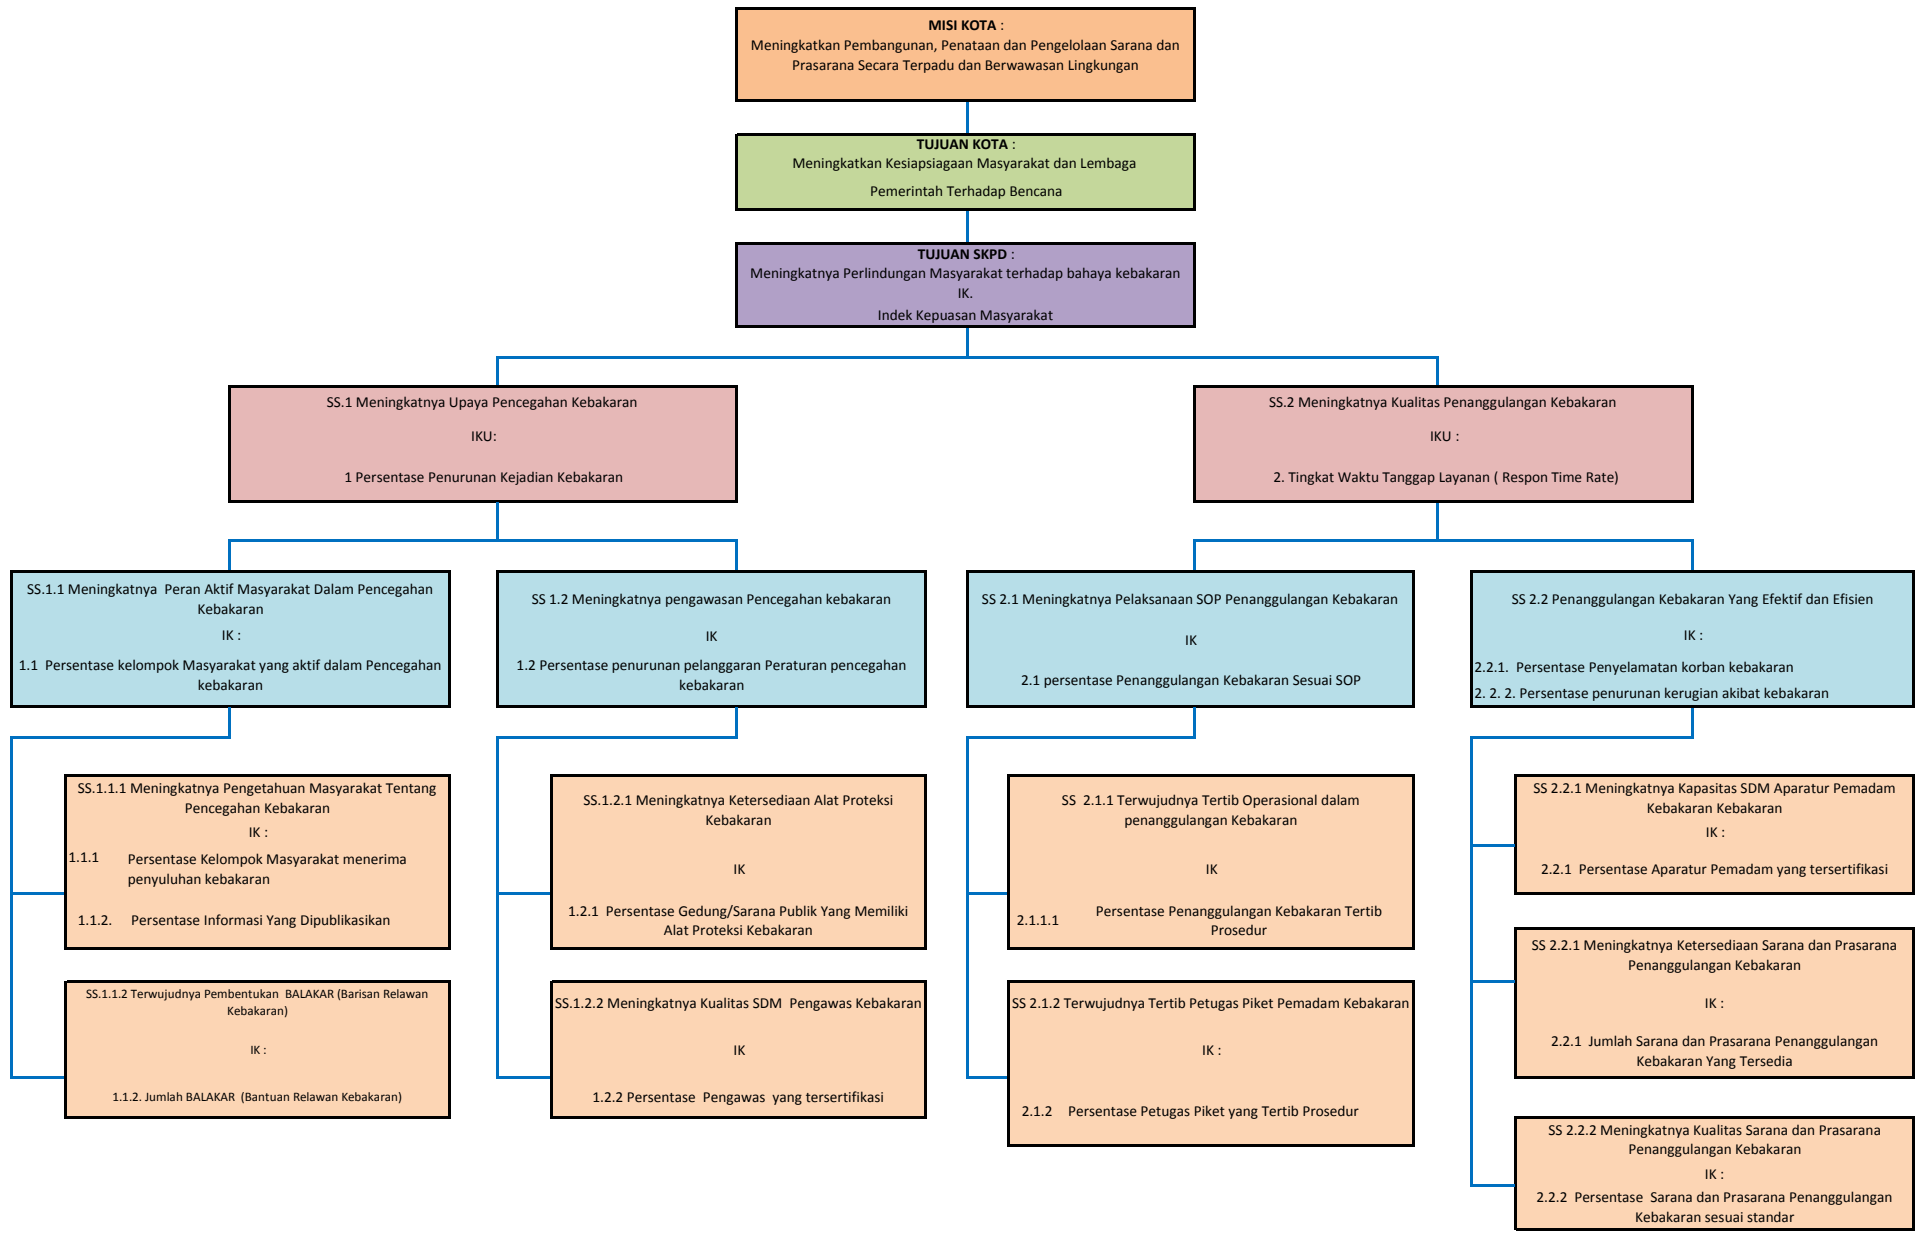 MISI KOTA :
Meningkatkan Pembangunan, Penataan dan Pengelolaan Sarana dan
Prasarana Secara Terpadu dan Berwawasan Lingkungan
TUJUAN KOTA :
Meningkatkan Kesiapsiagaan Masyarakat dan Lembaga
Pemerintah Terhadap Bencana
TUJUAN SKPD :
Meningkatnya Perlindungan Masyarakat terhadap bahaya kebakaran
IK.
Indek Kepuasan Masyarakat
SS.1 Meningkatnya Upaya Pencegahan Kebakaran
IKU:
1 Persentase Penurunan Kejadian Kebakaran
SS.2 Meningkatnya Kualitas Penanggulangan Kebakaran
IKU :
2. Tingkat Waktu Tanggap Layanan ( Respon Time Rate)
SS.1.1 Meningkatnya Peran Aktif Masyarakat Dalam Pencegahan
Kebakaran
IK :
1.1 Persentase kelompok Masyarakat yang aktif dalam Pencegahan
kebakaran
SS 1.2 Meningkatnya pengawasan Pencegahan kebakaran
IK
1.2 Persentase penurunan pelanggaran Peraturan pencegahan
kebakaran
SS 2.1 Meningkatnya Pelaksanaan SOP Penanggulangan Kebakaran
IK
2.1 persentase Penanggulangan Kebakaran Sesuai SOP
SS 2.2 Penanggulangan Kebakaran Yang Efektif dan Efisien
IK :
2.2.1. Persentase Penyelamatan korban kebakaran
2. 2. 2. Persentase penurunan kerugian akibat kebakaran
SS.1.1.1 Meningkatnya Pengetahuan Masyarakat Tentang
Pencegahan Kebakaran
IK :
1.1.1 Persentase Kelompok Masyarakat menerima
penyuluhan kebakaran
1.1.2. Persentase Informasi Yang Dipublikasikan
SS.1.1.2 Terwujudnya Pembentukan BALAKAR (Barisan Relawan
Kebakaran)
IK :
1.1.2. Jumlah BALAKAR (Bantuan Relawan Kebakaran)
SS.1.2.1 Meningkatnya Ketersediaan Alat Proteksi
Kebakaran
IK
1.2.1 Persentase Gedung/Sarana Publik Yang Memiliki
Alat Proteksi Kebakaran
SS.1.2.2 Meningkatnya Kualitas SDM Pengawas Kebakaran
IK
1.2.2 Persentase Pengawas yang tersertifikasi
SS 2.1.1 Terwujudnya Tertib Operasional dalam
penanggulangan Kebakaran
IK
2.1.1.1 Persentase Penanggulangan Kebakaran Tertib
Prosedur
SS 2.1.2 Terwujudnya Tertib Petugas Piket Pemadam Kebakaran
IK :
2.1.2 Persentase Petugas Piket yang Tertib Prosedur
SS 2.2.1 Meningkatnya Kapasitas SDM Aparatur Pemadam
Kebakaran Kebakaran
IK :
2.2.1 Persentase Aparatur Pemadam yang tersertifikasi
SS 2.2.1 Meningkatnya Ketersediaan Sarana dan Prasarana
Penanggulangan Kebakaran
IK :
2.2.1 Jumlah Sarana dan Prasarana Penanggulangan
Kebakaran Yang Tersedia
SS 2.2.2 Meningkatnya Kualitas Sarana dan Prasarana
Penanggulangan Kebakaran
IK :
2.2.2 Persentase Sarana dan Prasarana Penanggulangan
Kebakaran sesuai standar